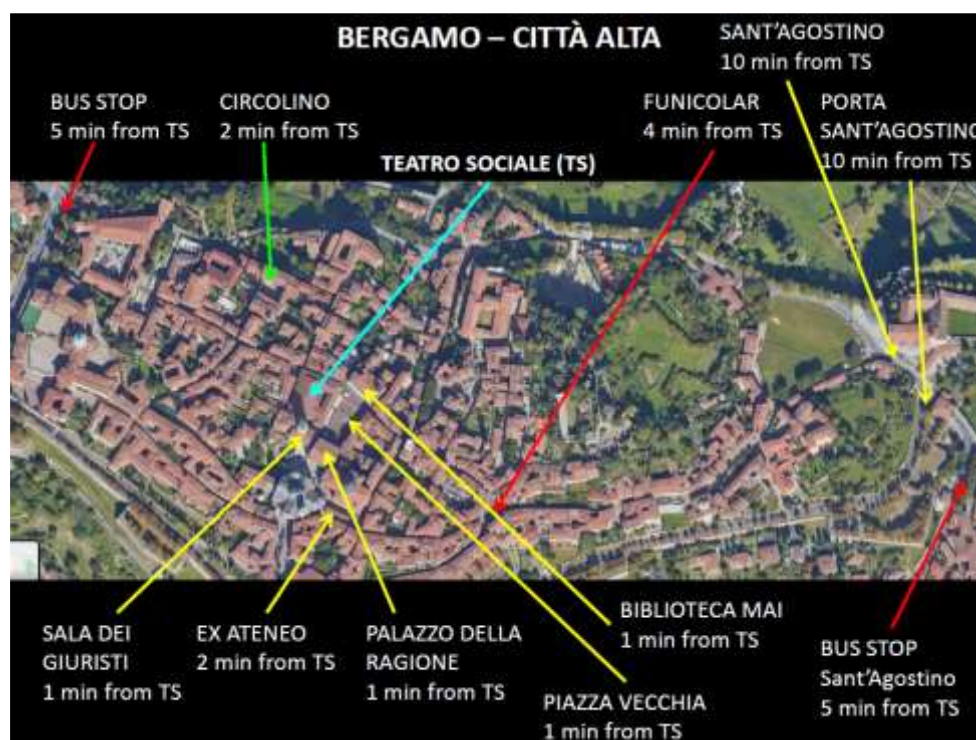 BERGAMO – CITTÀ ALTA
SANT'AGOSTINO
10 min from TS
BUS STOP
5 min from TS
CIRCOLINO
2 min from TS
FUNICOLAR
4 min from TS
PORTA
SANT'AGOSTINO
10 min from TS
TEATRO SOCIALE (TS)
SALA DEI
GIURISTI
1 min from TS
EX ATENEO
2 min from TS
PALAZZO DELLA
RAGIONE
1 min from TS
PIAZZA VECCHIA
1 min from TS
BIBLIOTECA MAI
1 min from TS
BUS STOP
Sant'Agostino
5 min from TS